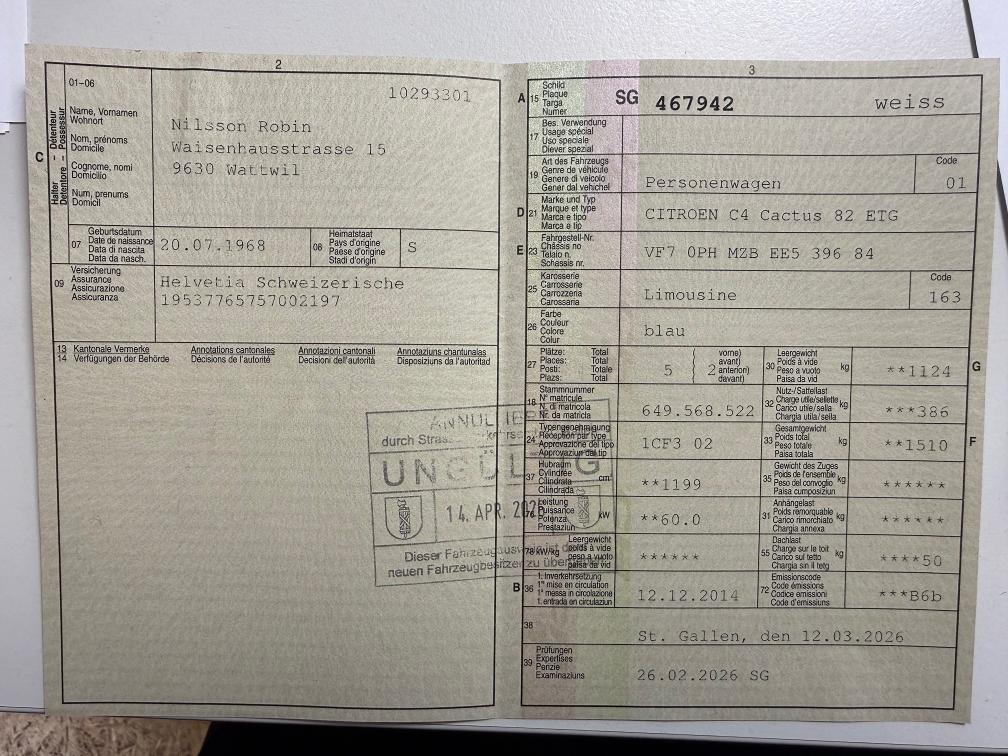 2
C
Halter – Détenteur
Detentore – Possessur
01–06
Name, Vornamen
Wohnort
Nom, prénoms
Domicile
Cognome, nomi
Domicilio
Num, prenums
Domicil
10293301
Nilsson Robin
Waisenhausstrasse 15
9630 Wattwil
07
Geburtsdatum
Date de naissance
Data di nascita
Data da nasch.
20.07.1968
08
Heimatstaat
Pays d'origine
Paese d'origine
Stadi d'origin
S
09
Versicherung
Assurance
Assicurazione
Assicuranza
Helvetia Schweizerische
19537765757002197
13 Kantonale Vermerke Annotations cantonales Annotazioni cantonali Annotaziuns chantunalas
14 Verfügungen der Behörde Décisions de l'autorité Decisioni dell'autorità Disposiziuns da l'autoritad
durch
UNGÜLTIG
14. APR.
Dieser
neuen Fahrzeugbesitzer zu
3
A 15
Schild
Plaque
Targa
Numer
SG 467942 weiss
17
Bes. Verwendung
Usage spécial
Uso speciale
Diever spezial
19
Art des Fahrzeugs
Genre de véhicule
Genere di veicolo
Gener dal vehichel
Personenwagen
Code
01
D 21
Marke und Typ
Marque et type
Marca e tipo
Marca e tip
CITROEN C4 Cactus 82 ETG
E 23
Fahrgestell-Nr.
Châssis no
Telaio n.
Schassis nr.
VF7 0PH MZB EE5 396 84
25
Karosserie
Carrosserie
Carrozzeria
Carossaria
Limousine
Code
163
26
Farbe
Couleur
Colore
Colur
blau
27
Plätze: Total
Places: Total
Posti: Totale
Plazs: Total
5 2
vorne)
avant)
anteriori)
davant)
30
Leergewicht
Poids à vide
Peso a vuoto
Paisa da vid
kg
**1124
G
18
Stammnummer
N° matricule
N. di matricola
Nr. da matricla
649.568.522
32
Nutz-/Sattellast
Charge utile/sellette
Carico utile/sella
Chargia utila/sella
kg
***386
24
Typengenehmigung
Réception par type
Approvazione del tipo
Approvaziun dal tip
1CF3 02
33
Gesamtgewicht
Poids total
Peso totale
Paisa totala
kg
**1510
F
37
Hubraum
Cylindrée
Cilindrata
Cilindrada
cm³
**1199
35
Gewicht des Zuges
Poids de l'ensemble
Peso del convoglio
Paisa cumposiziun
kg
******
76
Leistung
Puissance
Potenza
Prestaziun
kW
**60.0
31
Anhängelast
Poids remorquable
Carico rimorchiato
Chargia annexa
kg
******
78 kW/kg
Leergewicht
poids à vide
peso a vuoto
paisa da vid
******
55
Dachlast
Charge sur le toit
Carico sul tetto
Chargia sin il tetg
kg
****50
B 36
1. Inverkehrsetzung
1re mise en circulation
1a messa in circolazione
1. entrada en circulaziun
12.12.2014
72
Emissionscode
Code émissions
Codice emissioni
Code d'emissiuns
***B6b
38
St. Gallen, den 12.03.2026
39
Prüfungen
Expertises
Perizie
Examinaziuns
26.02.2026 SG